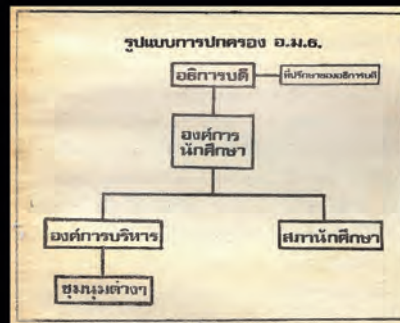 รูปแบบการปกครอง อ.ม.ธ.
อธิการบดี
ที่ปรึกษาของอธิการบดี
องค์การ
นักศึกษา
องค์การบริหาร
สภานักศึกษา
ชุมนุมต่างๆ